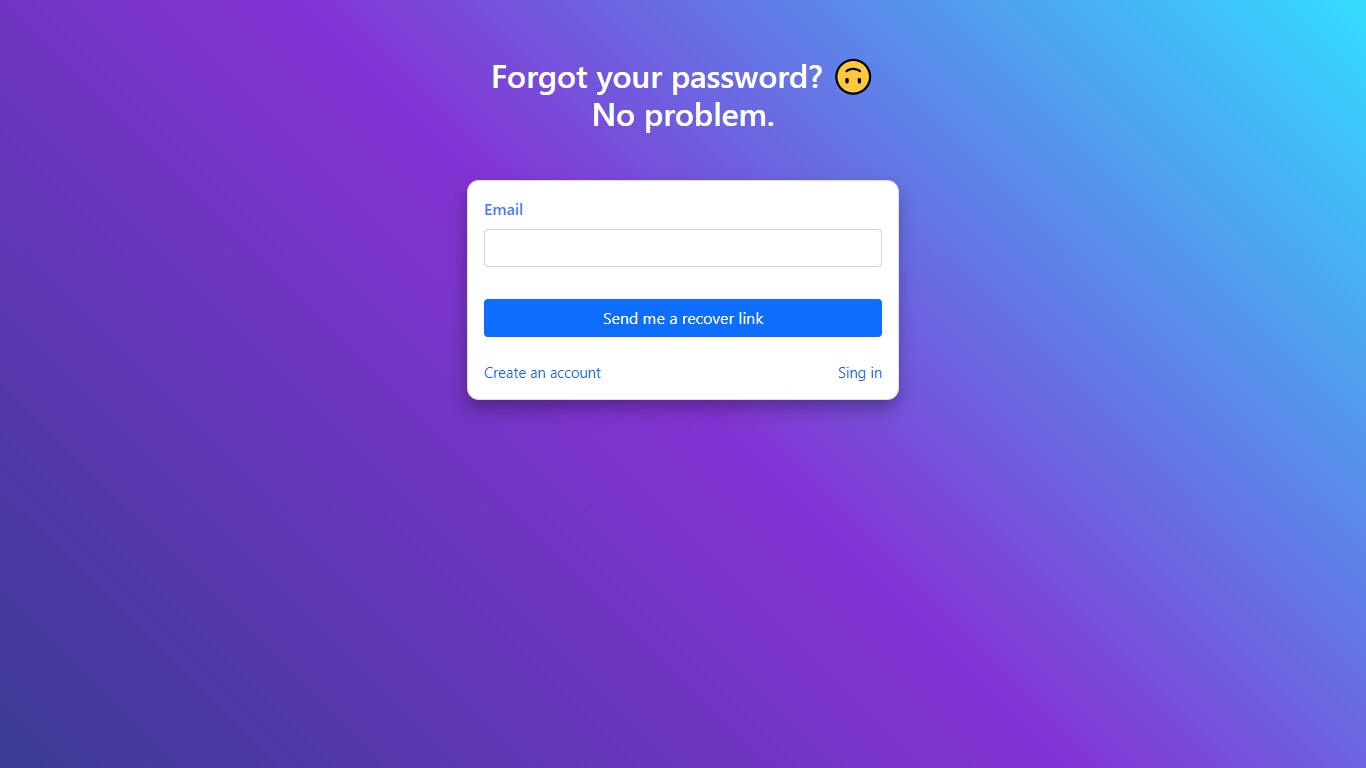 Forgot your password? 🙃
No problem.
Email
Send me a recover link
Create an account
Sing in